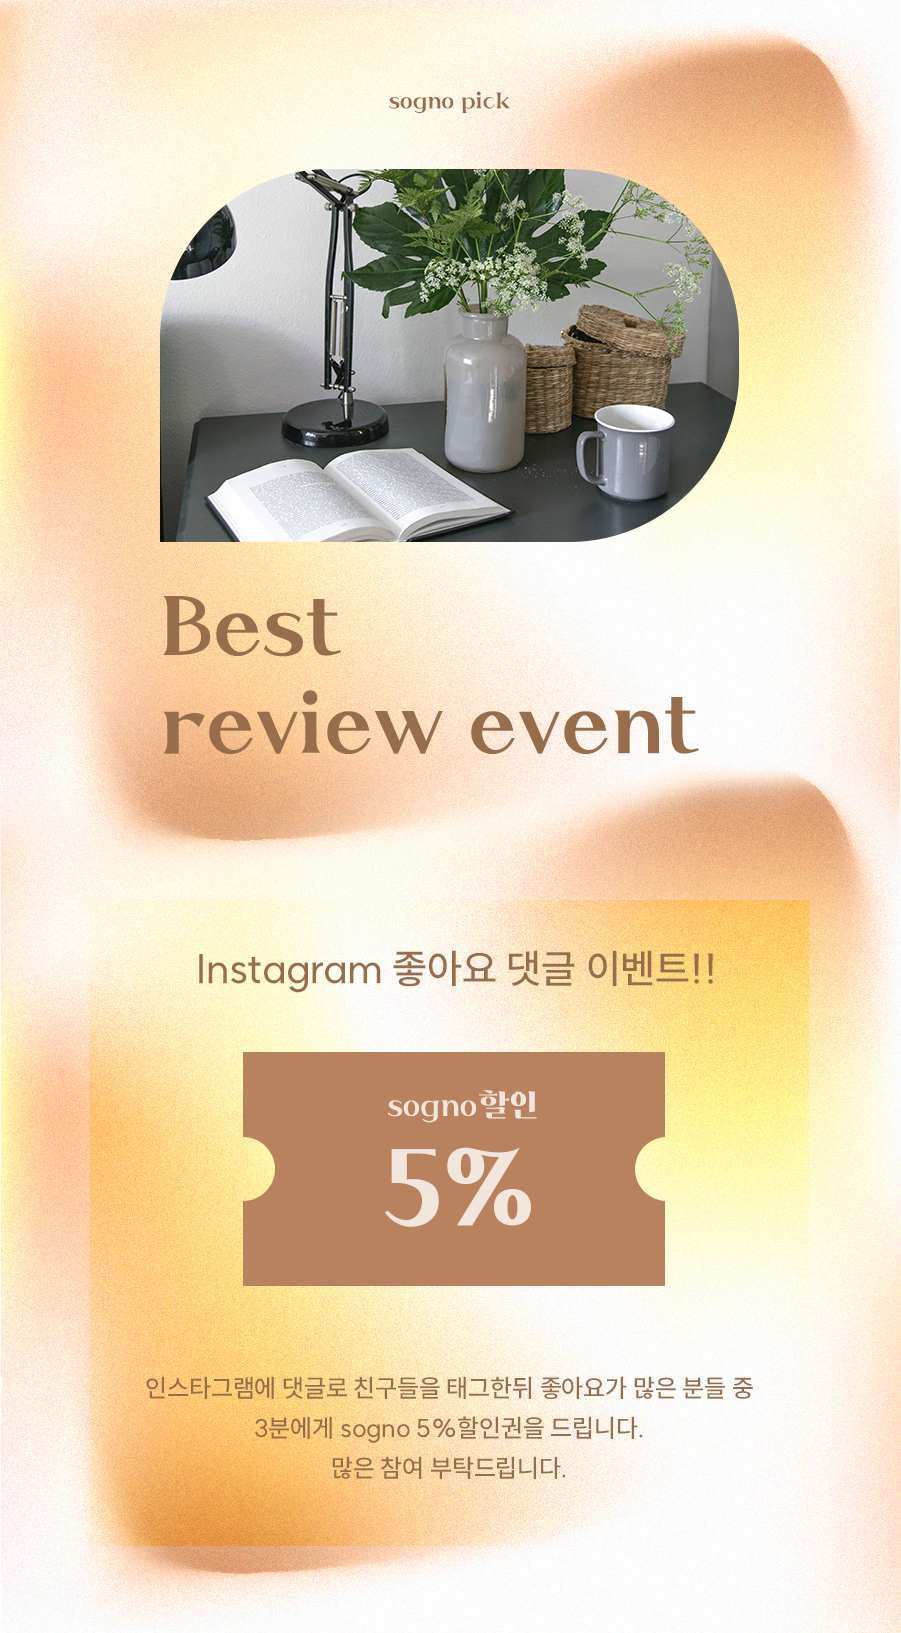 sogno pick
Best
review event
Instagram 좋아요 댓글 이벤트!!
sogno할인
5%
인스타그램에 댓글로 친구들을 태그한뒤 좋아요가 많은 분들 중
3분에게 sogno 5%할인권을 드립니다.
많은 참여 부탁드립니다.